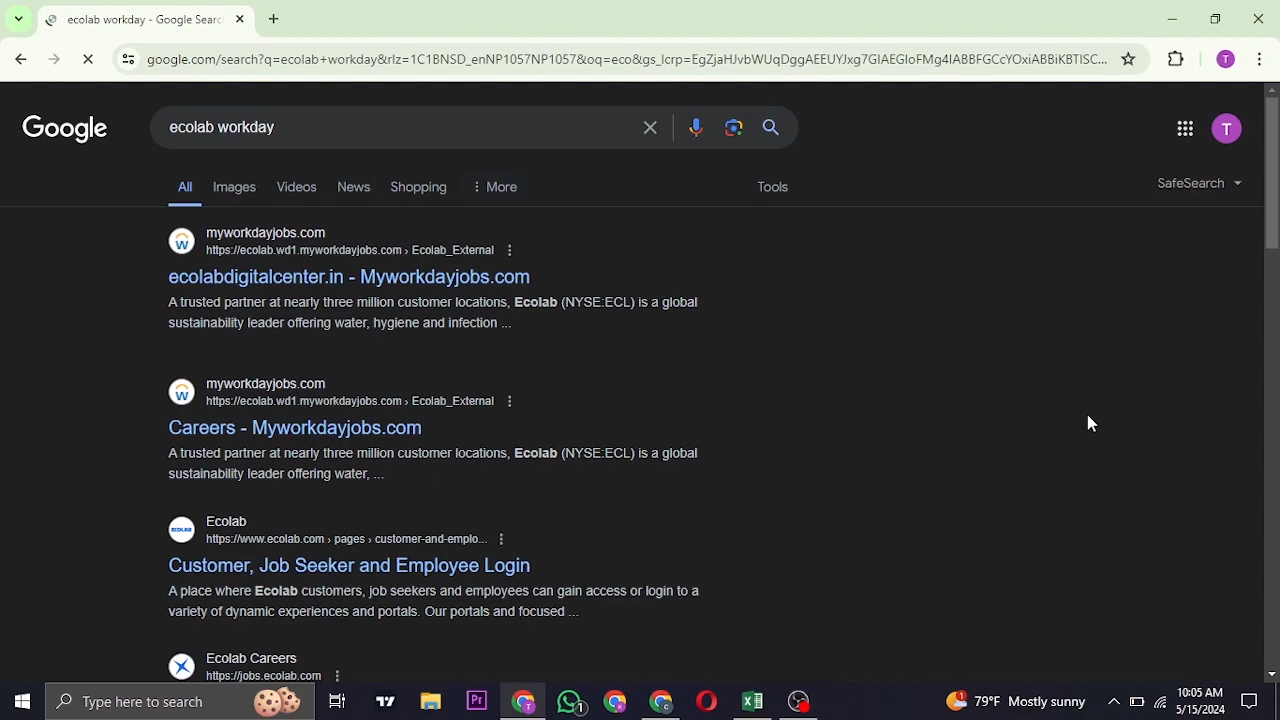 ecolab workday - Google Searc
google.com/search?q=ecolab+workday&rlz=1C1BNSD_enNP1057NP1057&oq=eco&gs_lcrp=EgZjaHJvbWUqDggAEEUYJxg7GIAEGIoFMg4IABBFGCcYOxiABBiKBTISC...
T
Google
ecolab workday
T
All
Images
Videos
News
Shopping
More
Tools
SafeSearch
myworkdayjobs.com
https://ecolab.wd1.myworkdayjobs.com › Ecolab_External
ecolabdigitalcenter.in - Myworkdayjobs.com
A trusted partner at nearly three million customer locations, Ecolab (NYSE:ECL) is a global
sustainability leader offering water, hygiene and infection ...
myworkdayjobs.com
https://ecolab.wd1.myworkdayjobs.com › Ecolab_External
Careers - Myworkdayjobs.com
A trusted partner at nearly three million customer locations, Ecolab (NYSE:ECL) is a global
sustainability leader offering water, ...
ECOLAB
Ecolab
https://www.ecolab.com › pages › customer-and-emplo...
Customer, Job Seeker and Employee Login
A place where Ecolab customers, job seekers and employees can gain access or login to a
variety of dynamic experiences and portals. Our portals and focused ...
Ecolab Careers
https://jobs.ecolab.com
Type here to search
Pr
1
79°F Mostly sunny
10:05 AM
5/15/2024